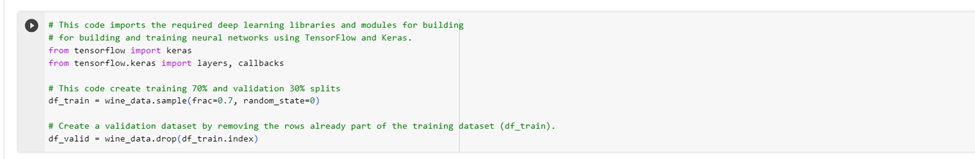 # This code imports the required deep learning libraries and modules for building
# for building and training neural networks using TensorFlow and Keras.
from tensorflow import keras
from tensorflow.keras import layers, callbacks
# This code create training 70% and validation 30% splits
df_train = wine_data.sample(frac=0.7, random_state=0)
# Create a validation dataset by removing the rows already part of the training dataset (df_train).
df_valid = wine_data.drop(df_train.index)